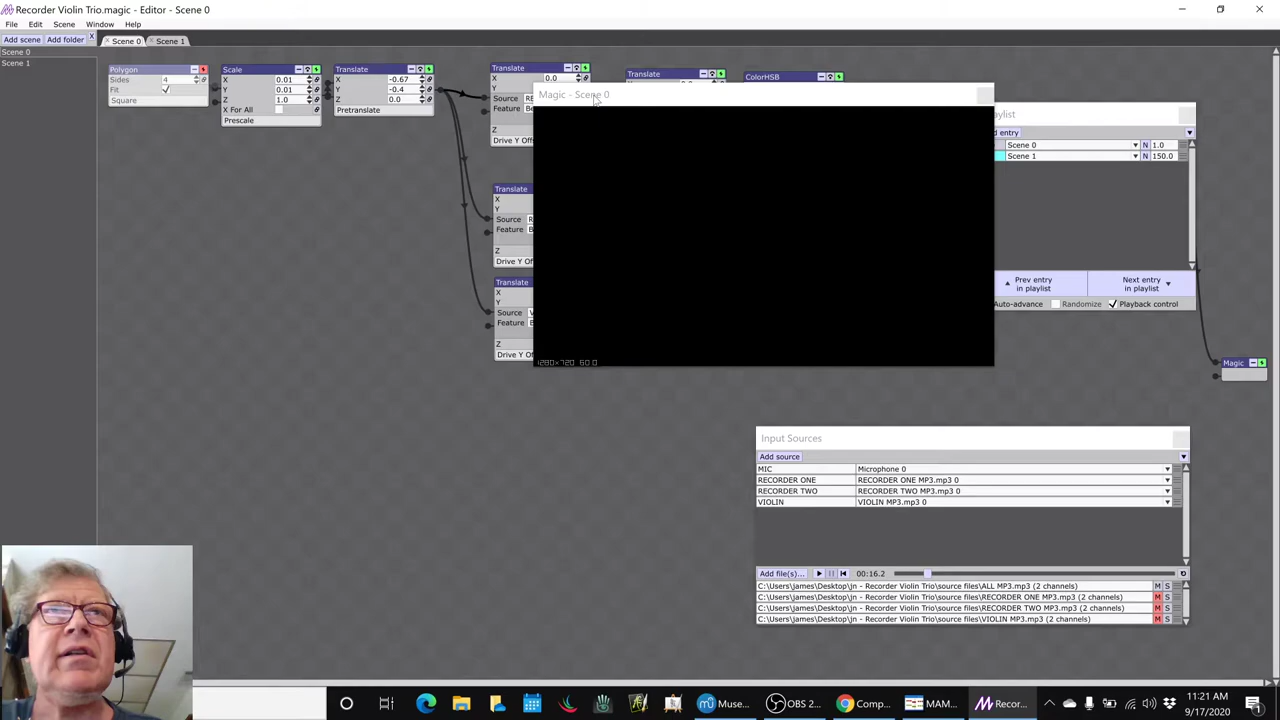 Recorder Violin Trio.magic - Editor - Scene 0
File Edit Scene Window Help
Add scene Add folder X Scene 0 Scene 1
Scene 0
Scene 1
Polygon
Sides 4
Fit
Square
Scale
X 0.01
Y 0.01
Z 1.0
X For All
Prescale
Translate
X -0.67
Y -0.4
Z 0.0
Pretranslate
Translate
X 0.0
Y
Source
Feature
Z
Drive Y Of
Translate
ColorHSB
Translate
X
Y
Source
Feature
Z
Drive Y Of
Translate
X
Y
Source
Feature
Z
Drive Y Of
Magic - Scene 0
1280×720 60.0
aylist
d entry
Scene 0 N 1.0
Scene 1 N 150.0
Prev entry in playlist
Next entry in playlist
Auto-advance Randomize Playback control
Magic
Input Sources
Add source
MIC Microphone 0
RECORDER ONE RECORDER ONE MP3.mp3 0
RECORDER TWO RECORDER TWO MP3.mp3 0
VIOLIN VIOLIN MP3.mp3 0
Add file(s)... 00:16.2
C:\Users\james\Desktop\jn - Recorder Violin Trio\source files\ALL MP3.mp3 (2 channels) M S
C:\Users\james\Desktop\jn - Recorder Violin Trio\source files\RECORDER ONE MP3.mp3 (2 channels) M S
C:\Users\james\Desktop\jn - Recorder Violin Trio\source files\RECORDER TWO MP3.mp3 (2 channels) M S
C:\Users\james\Desktop\jn - Recorder Violin Trio\source files\VIOLIN MP3.mp3 (2 channels) M S
Muse... OBS 2... Comp... MAM... Recor...
11:21 AM
9/17/2020